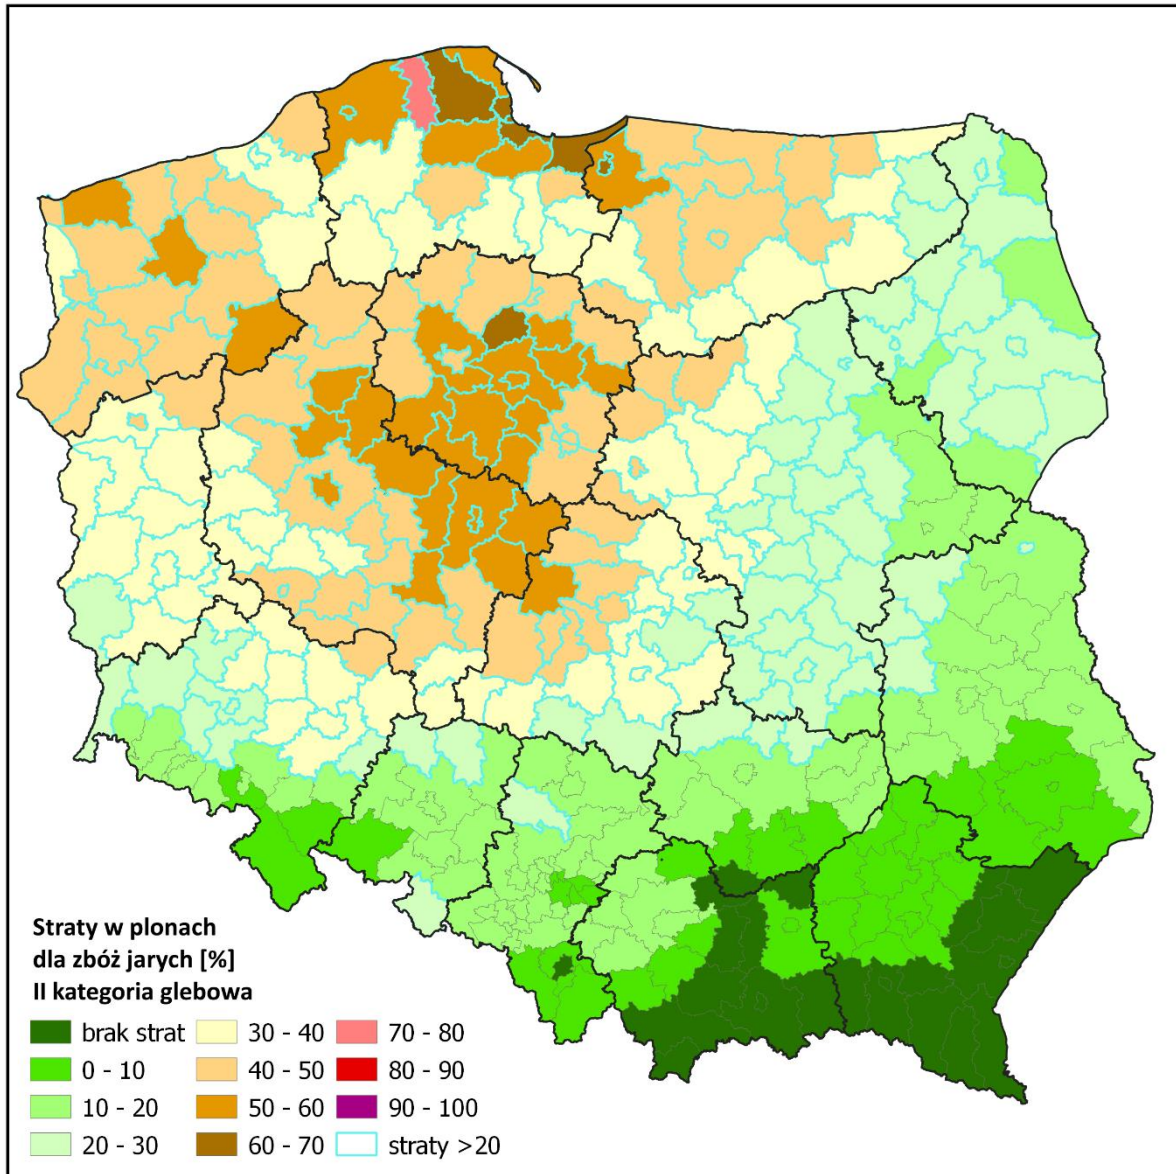 Straty w plonach
dla zbóż jarych [%]
II kategoria glebowa
brak strat
0 - 10
10 - 20
20 - 30
30 - 40
40 - 50
50 - 60
60 - 70
70 - 80
80 - 90
90 - 100
straty >20